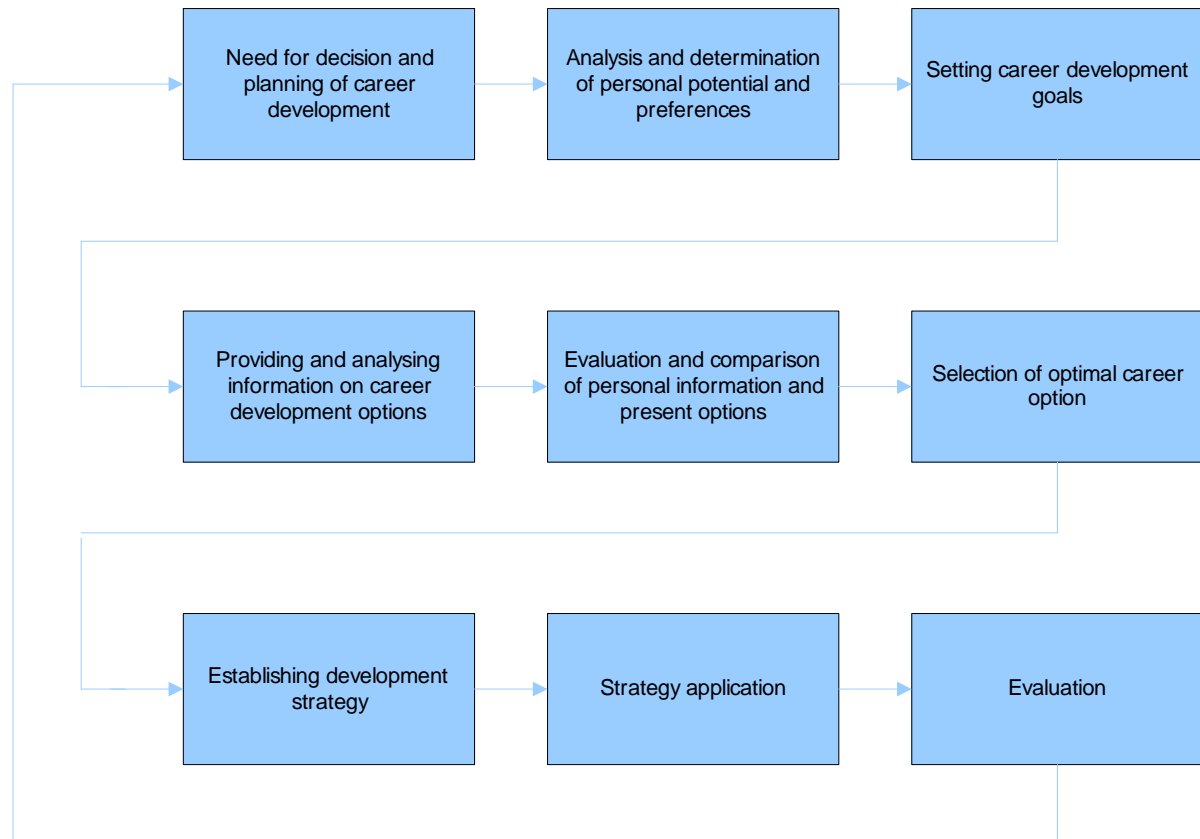 Need for decision and
planning of career
development
Analysis and determination
of personal potential and
preferences
Setting career development
goals
Providing and analysing
information on career
development options
Evaluation and comparison
of personal information and
present options
Selection of optimal career
option
Establishing development
strategy
Strategy application
Evaluation